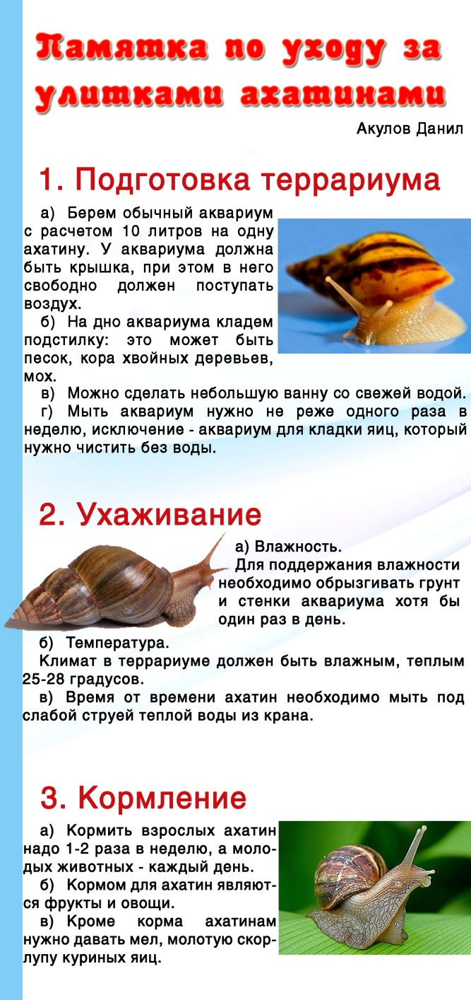 Памятка по уходу за
улитками ахатинами
Акулов Данил
1. Подготовка террариума
а) Берем обычный аквариум
с расчетом 10 литров на одну
ахатину. У аквариума должна
быть крышка, при этом в него
свободно должен поступать
воздух.
б) На дно аквариума кладем
подстилку: это может быть
песок, кора хвойных деревьев,
мох.
в) Можно сделать небольшую ванну со свежей водой.
г) Мыть аквариум нужно не реже одного раза в
неделю, исключение - аквариум для кладки яиц, который
нужно чистить без воды.
2. Ухаживание
а) Влажность.
Для поддержания влажности
необходимо обрызгивать грунт
и стенки аквариума хотя бы
один раз в день.
б) Температура.
Климат в террариуме должен быть влажным, теплым
25-28 градусов.
в) Время от времени ахатин необходимо мыть под
слабой струей теплой воды из крана.
3. Кормление
а) Кормить взрослых ахатин
надо 1-2 раза в неделю, а моло-
дых животных - каждый день.
б) Кормом для ахатин являют-
ся фрукты и овощи.
в) Кроме корма ахатинам
нужно давать мел, молотую скор-
лупу куриных яиц.